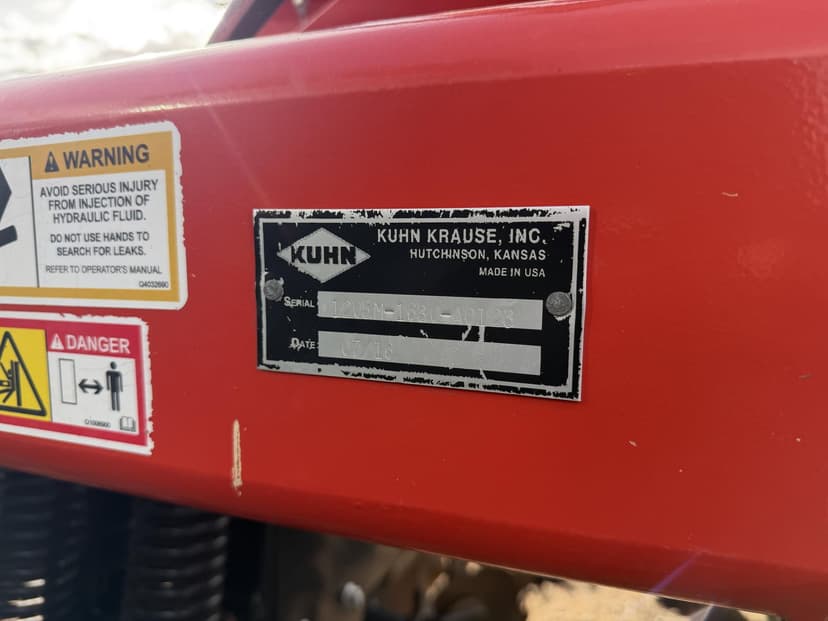 WARNING
AVOID SERIOUS INJURY
FROM INJECTION OF
HYDRAULIC FLUID.
DO NOT USE HANDS TO
SEARCH FOR LEAKS.
REFER TO OPERATOR'S MANUAL
Q4032690
DANGER
KUHN
KUHN KRAUSE, INC.
HUTCHINSON, KANSAS
MADE IN USA
SERIAL
DATE